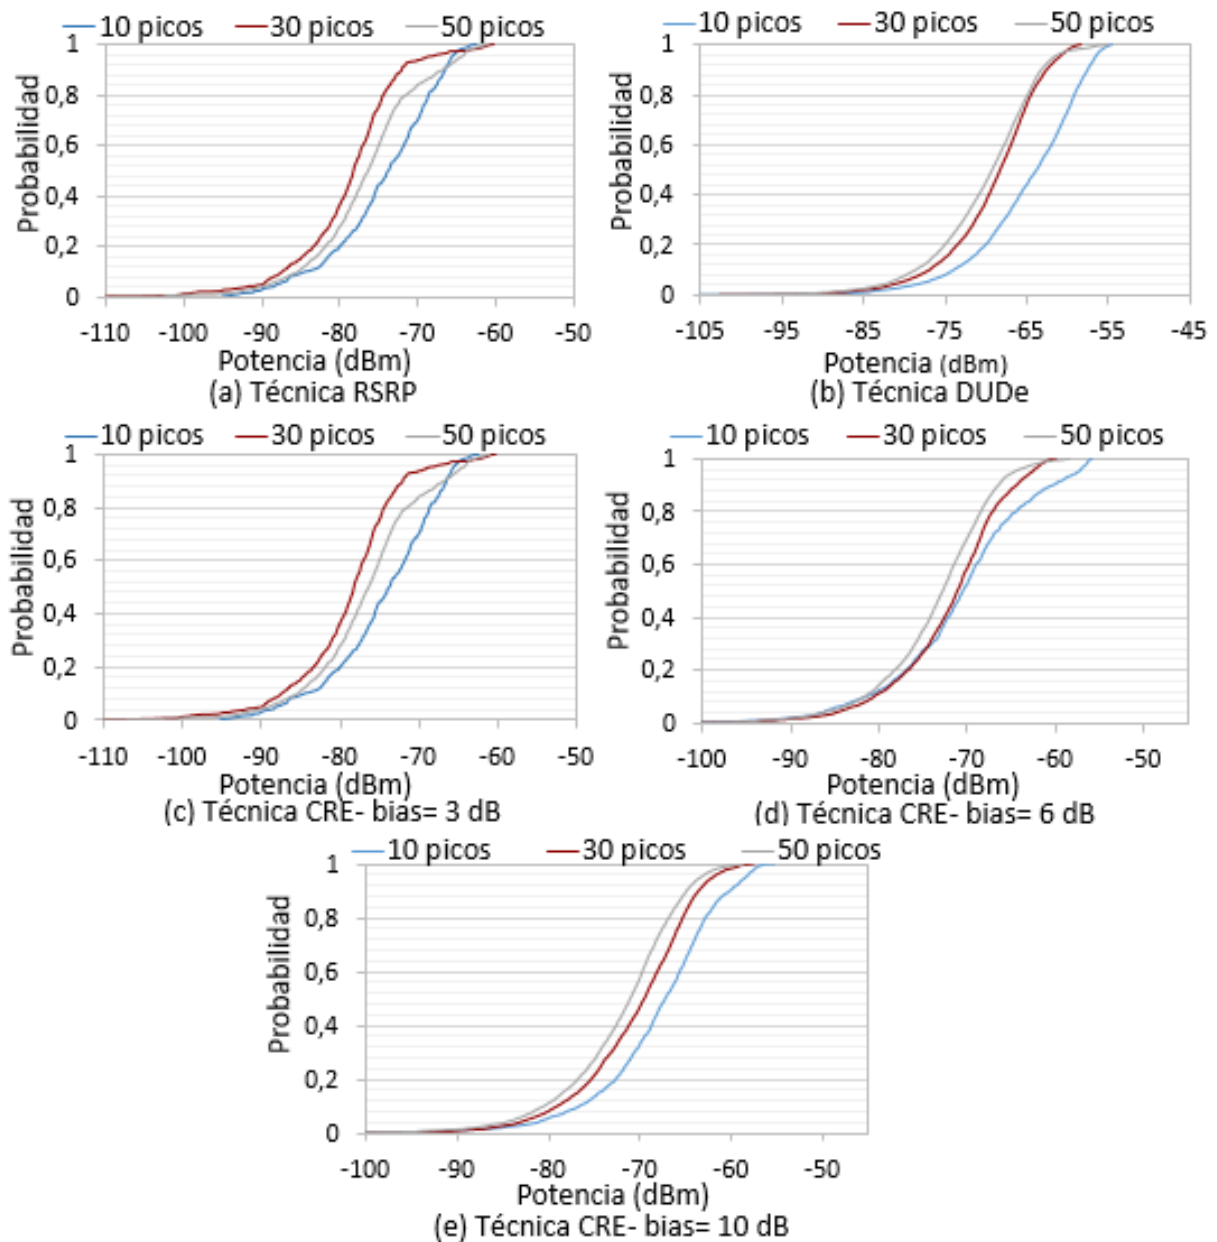 10 picos 30 picos 50 picos
Probabilidad
1
0,8
0,6
0,4
0,2
0
-110 -100 -90 -80 -70 -60 -50
Potencia (dBm)
(a) Técnica RSRP
10 picos 30 picos 50 picos
Probabilidad
1
0,8
0,6
0,4
0,2
0
-105 -95 -85 -75 -65 -55 -45
Potencia (dBm)
(b) Técnica DUDe
10 picos 30 picos 50 picos
Probabilidad
1
0,8
0,6
0,4
0,2
0
-110 -100 -90 -80 -70 -60 -50
Potencia (dBm)
(c) Técnica CRE- bias= 3 dB
10 picos 30 picos 50 picos
Probabilidad
1
0,8
0,6
0,4
0,2
0
-100 -90 -80 -70 -60 -50
Potencia (dBm)
(d) Técnica CRE- bias= 6 dB
10 picos 30 picos 50 picos
Probabilidad
1
0,8
0,6
0,4
0,2
0
-100 -90 -80 -70 -60 -50
Potencia (dBm)
(e) Técnica CRE- bias= 10 dB